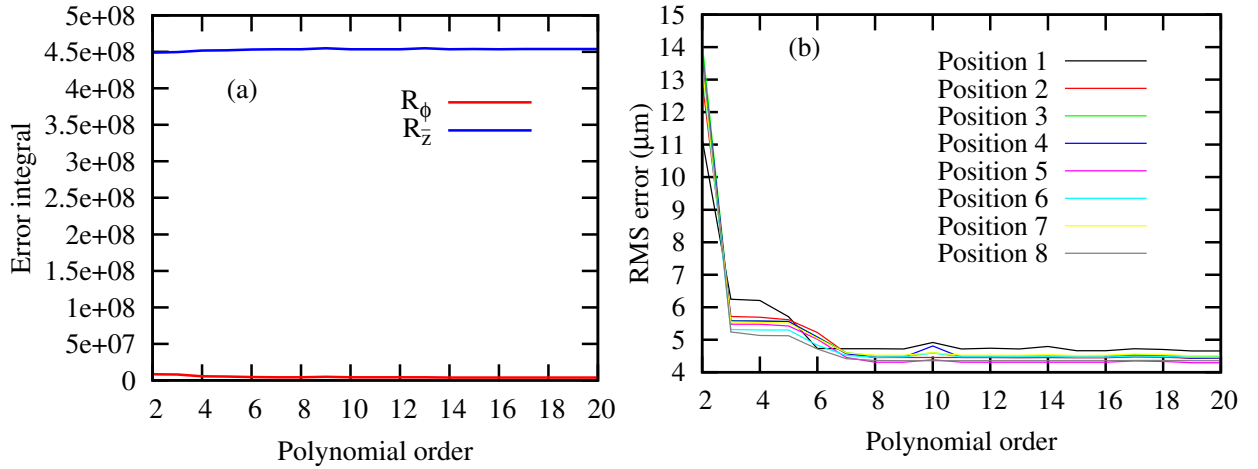 5e+08
4.5e+08
4e+08
3.5e+08
3e+08
2.5e+08
2e+08
1.5e+08
1e+08
5e+07
0
Error integral
(a)
R_ϕ
R_z̄
2 4 6 8 10 12 14 16 18 20
Polynomial order
15
14
13
12
11
10
9
8
7
6
5
4
RMS error (μm)
(b)
Position 1
Position 2
Position 3
Position 4
Position 5
Position 6
Position 7
Position 8
2 4 6 8 10 12 14 16 18 20
Polynomial order